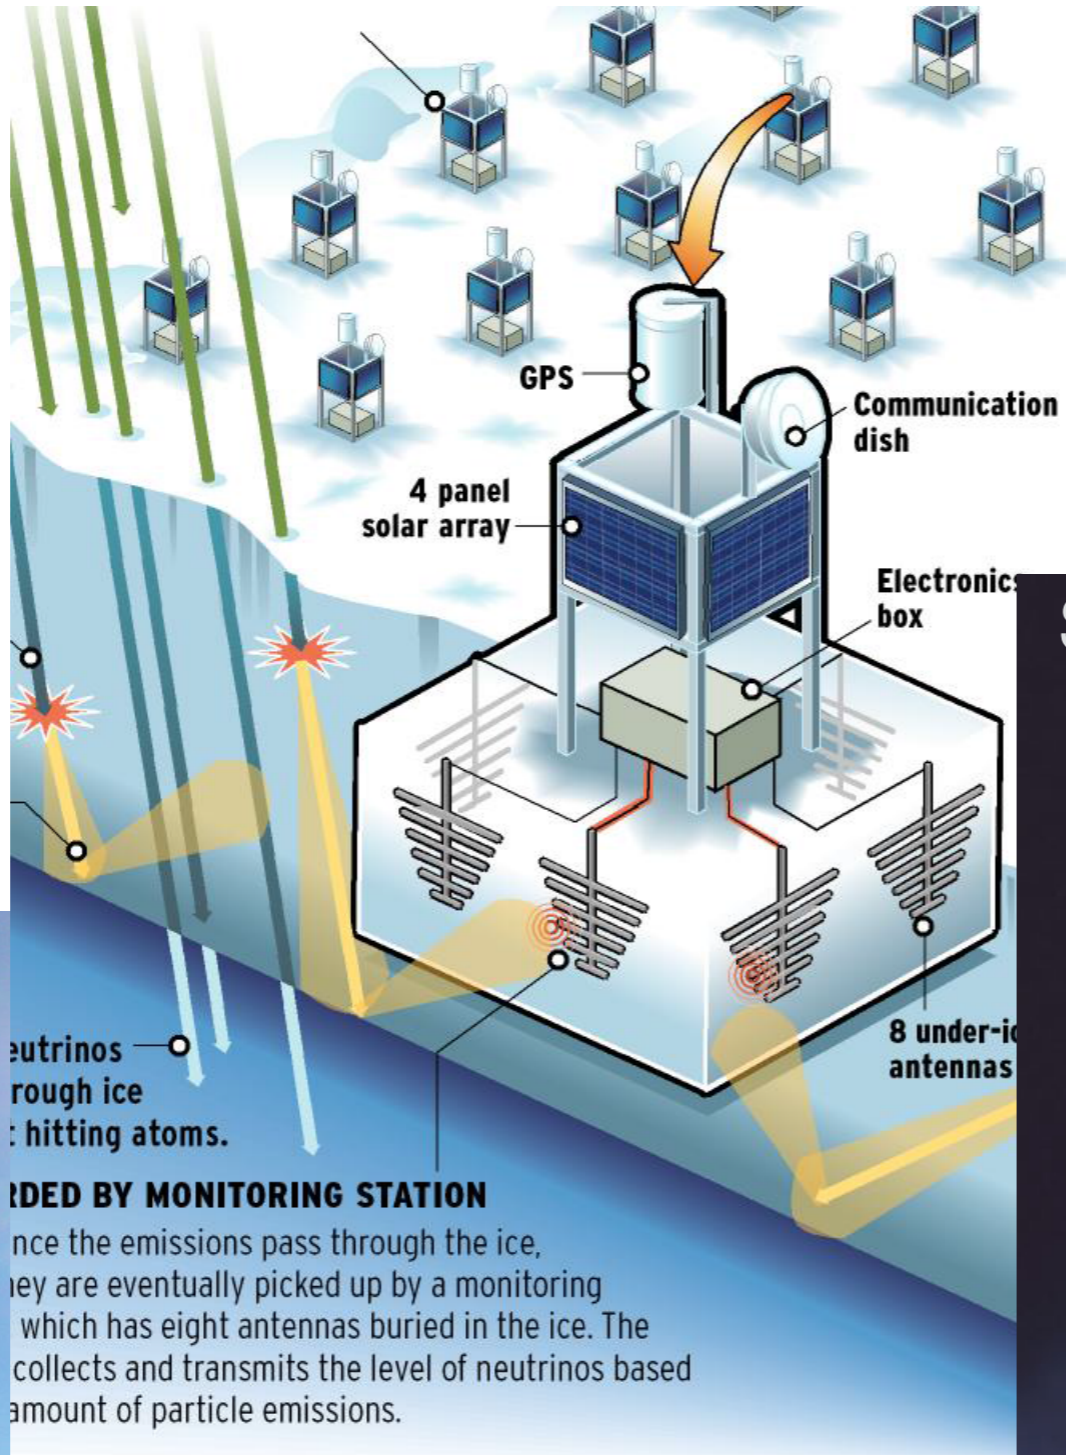 GPS
Communication
dish
4 panel
solar array
Electronics
box
8 under-ic
antennas
eutrinos
rough ice
t hitting atoms.
RDED BY MONITORING STATION
nce the emissions pass through the ice,
hey are eventually picked up by a monitoring
which has eight antennas buried in the ice. The
collects and transmits the level of neutrinos based
amount of particle emissions.
S